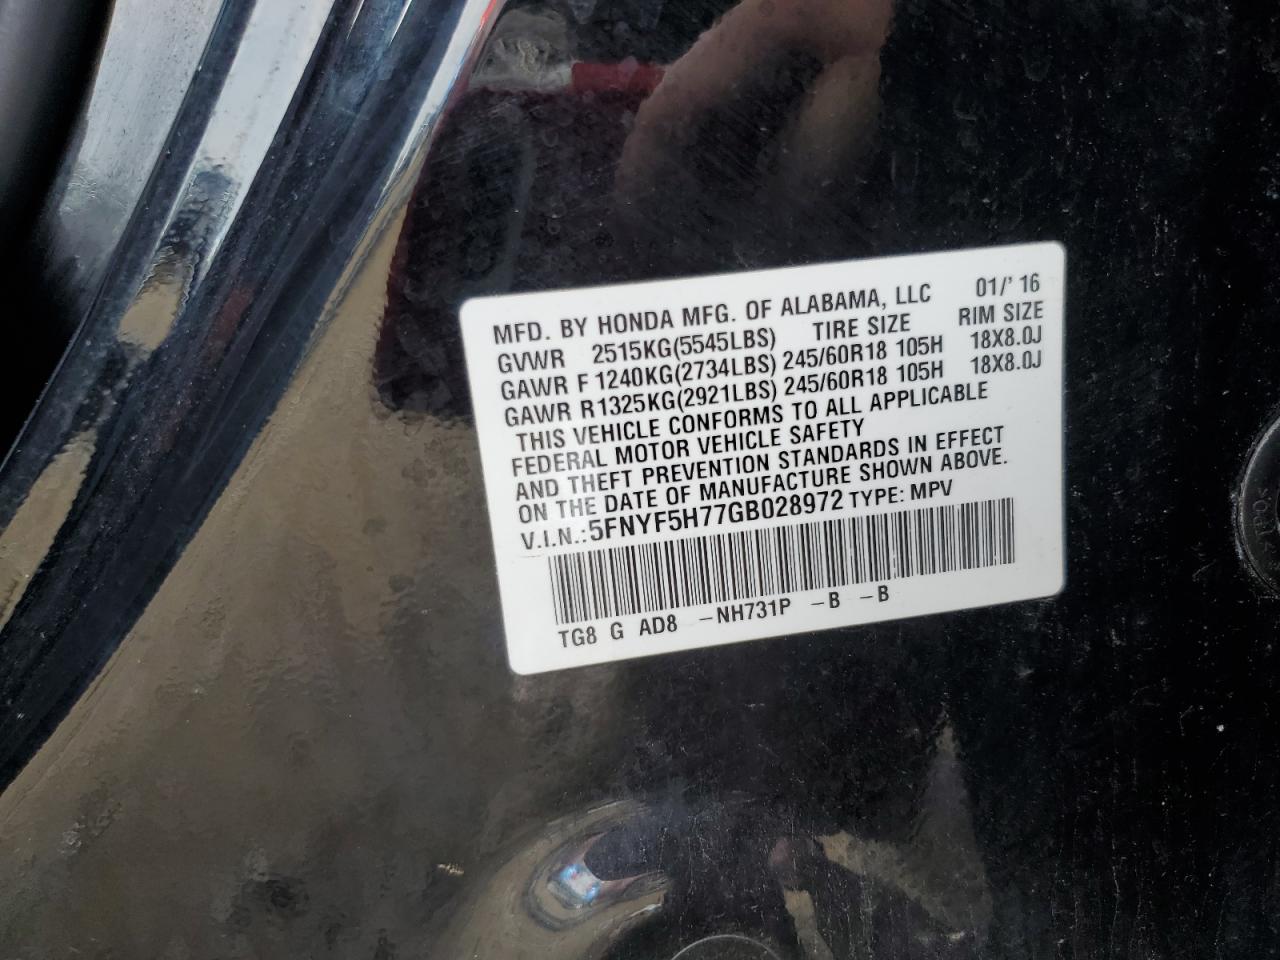 MFD. BY HONDA MFG. OF ALABAMA, LLC 01/'16
GVWR 2515KG(5545LBS) TIRE SIZE RIM SIZE
GAWR F 1240KG(2734LBS) 245/60R18 105H 18X8.0J
GAWR R 1325KG(2921LBS) 245/60R18 105H 18X8.0J
THIS VEHICLE CONFORMS TO ALL APPLICABLE
FEDERAL MOTOR VEHICLE SAFETY
AND THEFT PREVENTION STANDARDS IN EFFECT
ON THE DATE OF MANUFACTURE SHOWN ABOVE.
V.I.N.: 5FNYF5H77GB028972 TYPE: MPV
TG8 G AD8 -NH731P -B -B